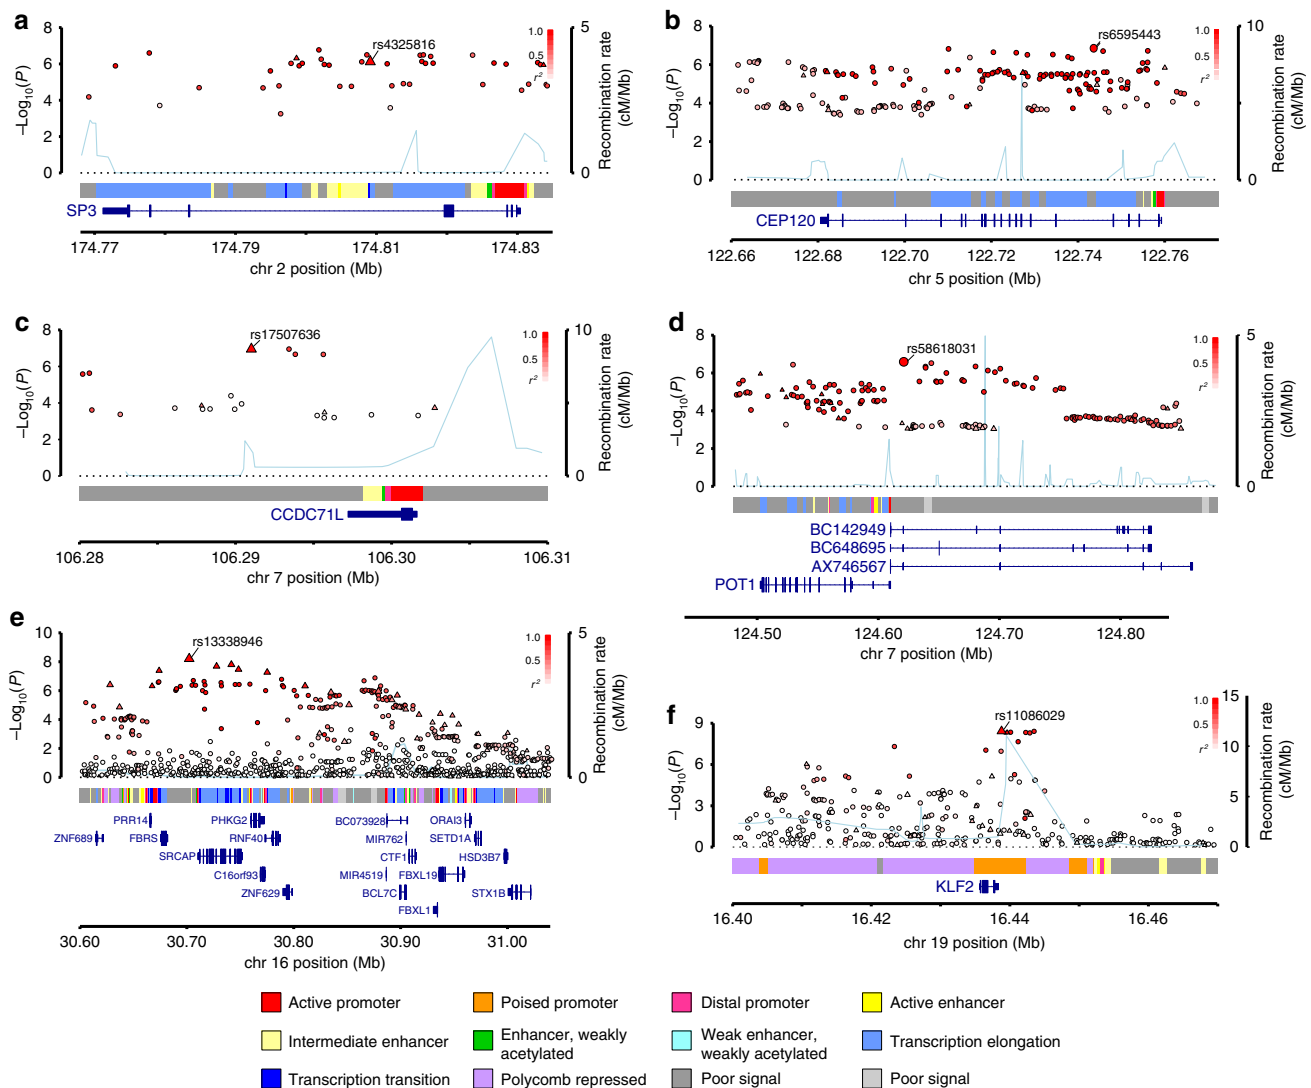 a
8
6
4
2
0
−Log10(P)
rs4325816
1.0
0.5
r²
5
0
Recombination rate
(cM/Mb)
SP3
174.77
174.79
174.81
174.83
chr 2 position (Mb)
b
8
6
4
2
0
−Log10(P)
rs6595443
1.0
0.5
r²
10
5
0
Recombination rate
(cM/Mb)
CEP120
122.66
122.68
122.70
122.72
122.74
122.76
chr 5 position (Mb)
c
8
6
4
2
0
−Log10(P)
rs17507636
1.0
0.5
r²
10
5
0
Recombination rate
(cM/Mb)
CCDC71L
106.28
106.29
106.30
106.31
chr 7 position (Mb)
d
8
6
4
2
0
−Log10(P)
rs58618031
1.0
0.5
r²
5
0
Recombination rate
(cM/Mb)
BC142949
BC648695
AX746567
POT1
124.50
124.60
124.70
124.80
chr 7 position (Mb)
e
10
8
6
4
2
0
−Log10(P)
rs13338946
1.0
0.5
r²
5
0
Recombination rate
(cM/Mb)
PRR14
PHKG2
BC073928
ORAI3
ZNF689
FBRS
RNF40
MIR762
SETD1A
SRCAP
CTF1
HSD3B7
C16orf93
MIR4519
FBXL19
ZNF629
BCL7C
STX1B
FBXL1
30.60
30.70
30.80
30.90
31.00
chr 16 position (Mb)
f
9
6
3
0
−Log10(P)
rs11086029
1.0
0.5
r²
15
10
5
0
Recombination rate
(cM/Mb)
KLF2
16.40
16.42
16.44
16.46
chr 19 position (Mb)
Active promoter
Poised promoter
Distal promoter
Active enhancer
Intermediate enhancer
Enhancer, weakly
acetylated
Weak enhancer,
weakly acetylated
Transcription elongation
Transcription transition
Polycomb repressed
Poor signal
Poor signal